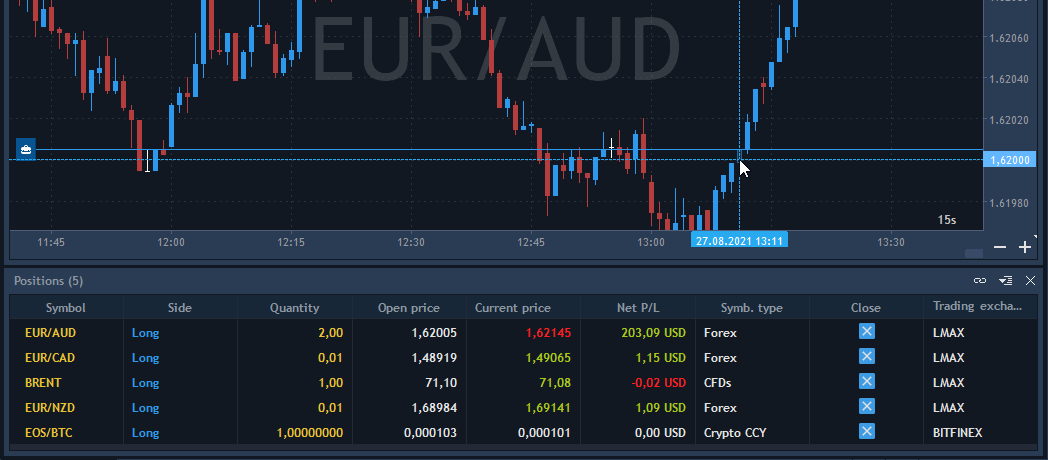 EUR/AUD
1.62060
1.62040
1.62020
1,62000
1.61980
15s
11:45 12:00 12:15 12:30 12:45 13:00 27.08.2021 13:11 13:30
Positions (5)
Symbol Side Quantity Open price Current price Net P/L Symb. type Close Trading excha...
EUR/AUD Long 2,00 1,62005 1,62145 203,09 USD Forex LMAX
EUR/CAD Long 0,01 1,48919 1,49065 1,15 USD Forex LMAX
BRENT Long 1,00 71,10 71,08 -0,02 USD CFDs LMAX
EUR/NZD Long 0,01 1,68984 1,69141 1,09 USD Forex LMAX
EOS/BTC Long 1,00000000 0,000103 0,000101 0,00 USD Crypto CCY BITFINEX